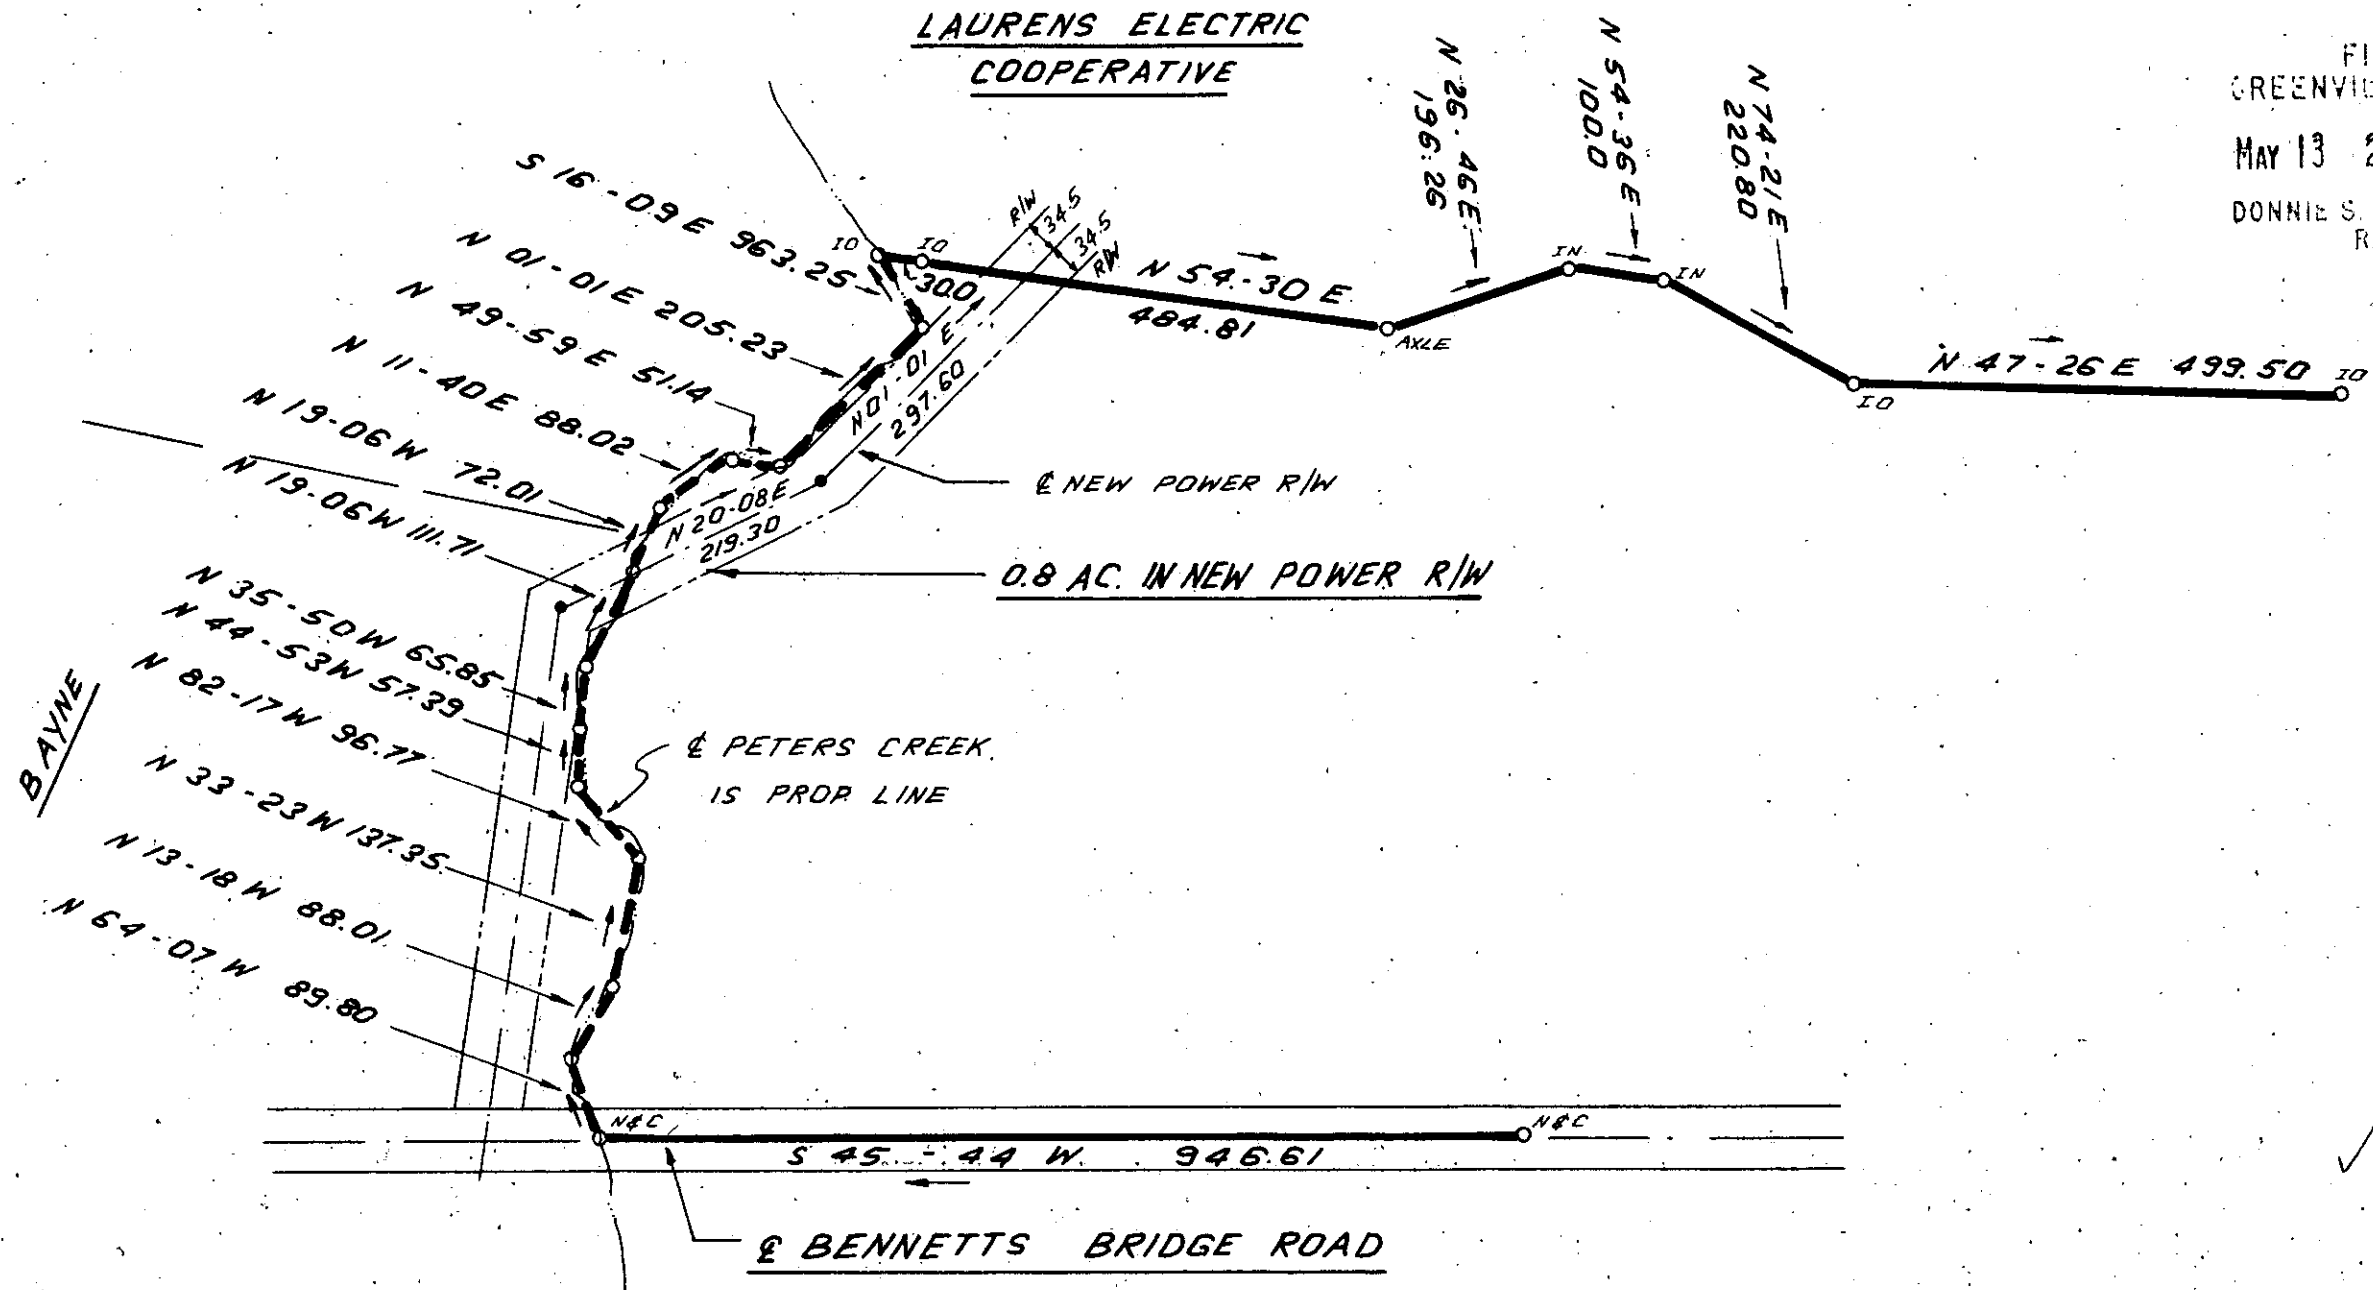 LAURENS ELECTRIC
COOPERATIVE
N 26-46 E
196.26
N 54-36 E
100.0
N 74-21 E
220.80
FI
GREENVIL
MAY 13 2
DONNIE S.
R
S 16-09 E 963.25
N 01-01 E 205.23
N 49-59 E 51.14
N 11-40 E 88.02
N 19-06 W 72.01
N 19-06 W 111.71
N 35-50 W 65.85
N 44-53 W 57.39
N 82-17 W 96.77
N 33-23 W 137.35
N 13-18 W 88.01
N 64-07 W 89.80
BAYNE
IO
IO
30.0
R/W
34.5
34.5
R/W
N 54-30 E
484.81
AXLE
IN
IN
IO
N 47-26 E 499.50
IO
N 01-01 E
297.60
N 20-08 E
219.30
℄ NEW POWER R/W
0.8 AC. IN NEW POWER R/W
℄ PETERS CREEK
IS PROP. LINE
N&C
N&C
S 45-44 W 946.61
℄ BENNETTS BRIDGE ROAD